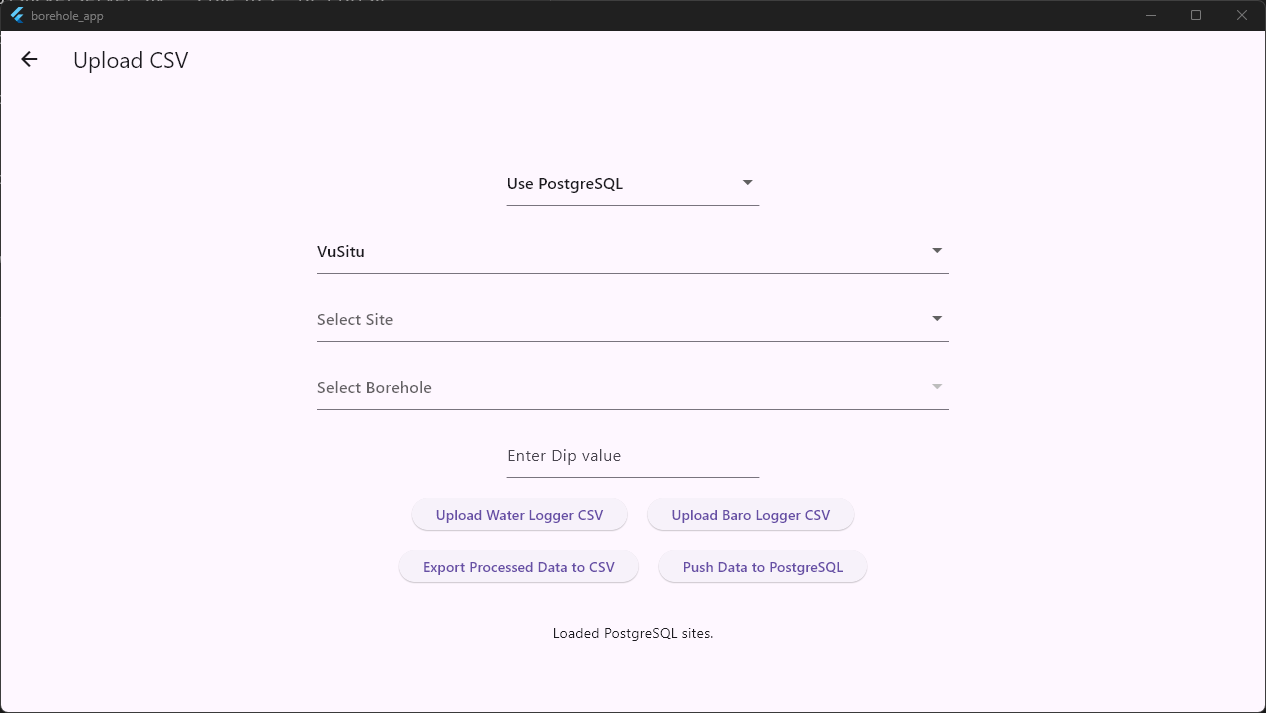 borehole_app
Upload CSV
Use PostgreSQL
VuSitu
Select Site
Select Borehole
Enter Dip value
Upload Water Logger CSV
Upload Baro Logger CSV
Export Processed Data to CSV
Push Data to PostgreSQL
Loaded PostgreSQL sites.